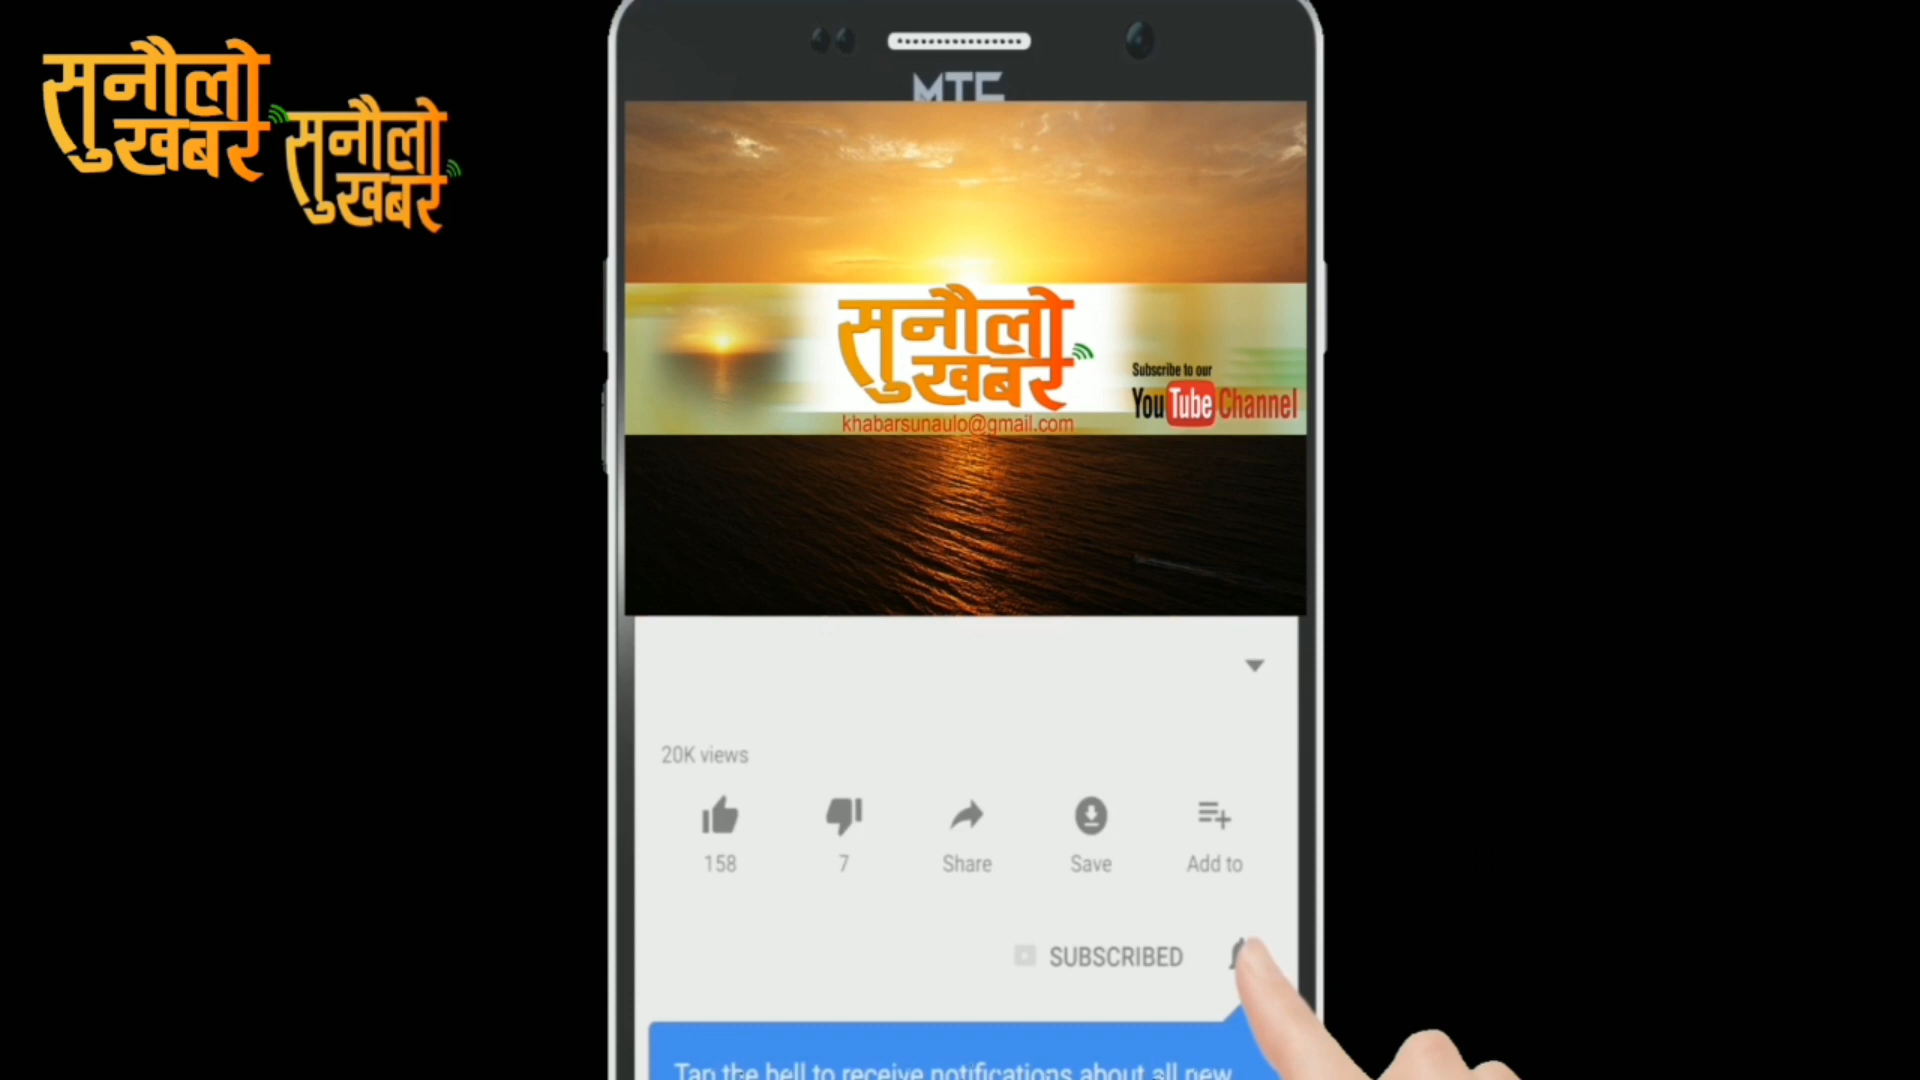 सुनौलो
खबर
सुनौलो
खबर
सुनौलो
खबर
khabarsunaulo@gmail.com
Subscribe to our
YouTube Channel
20K views
158
7
Share
Save
Add to
SUBSCRIBED
Tap the bell to receive notifications about all new